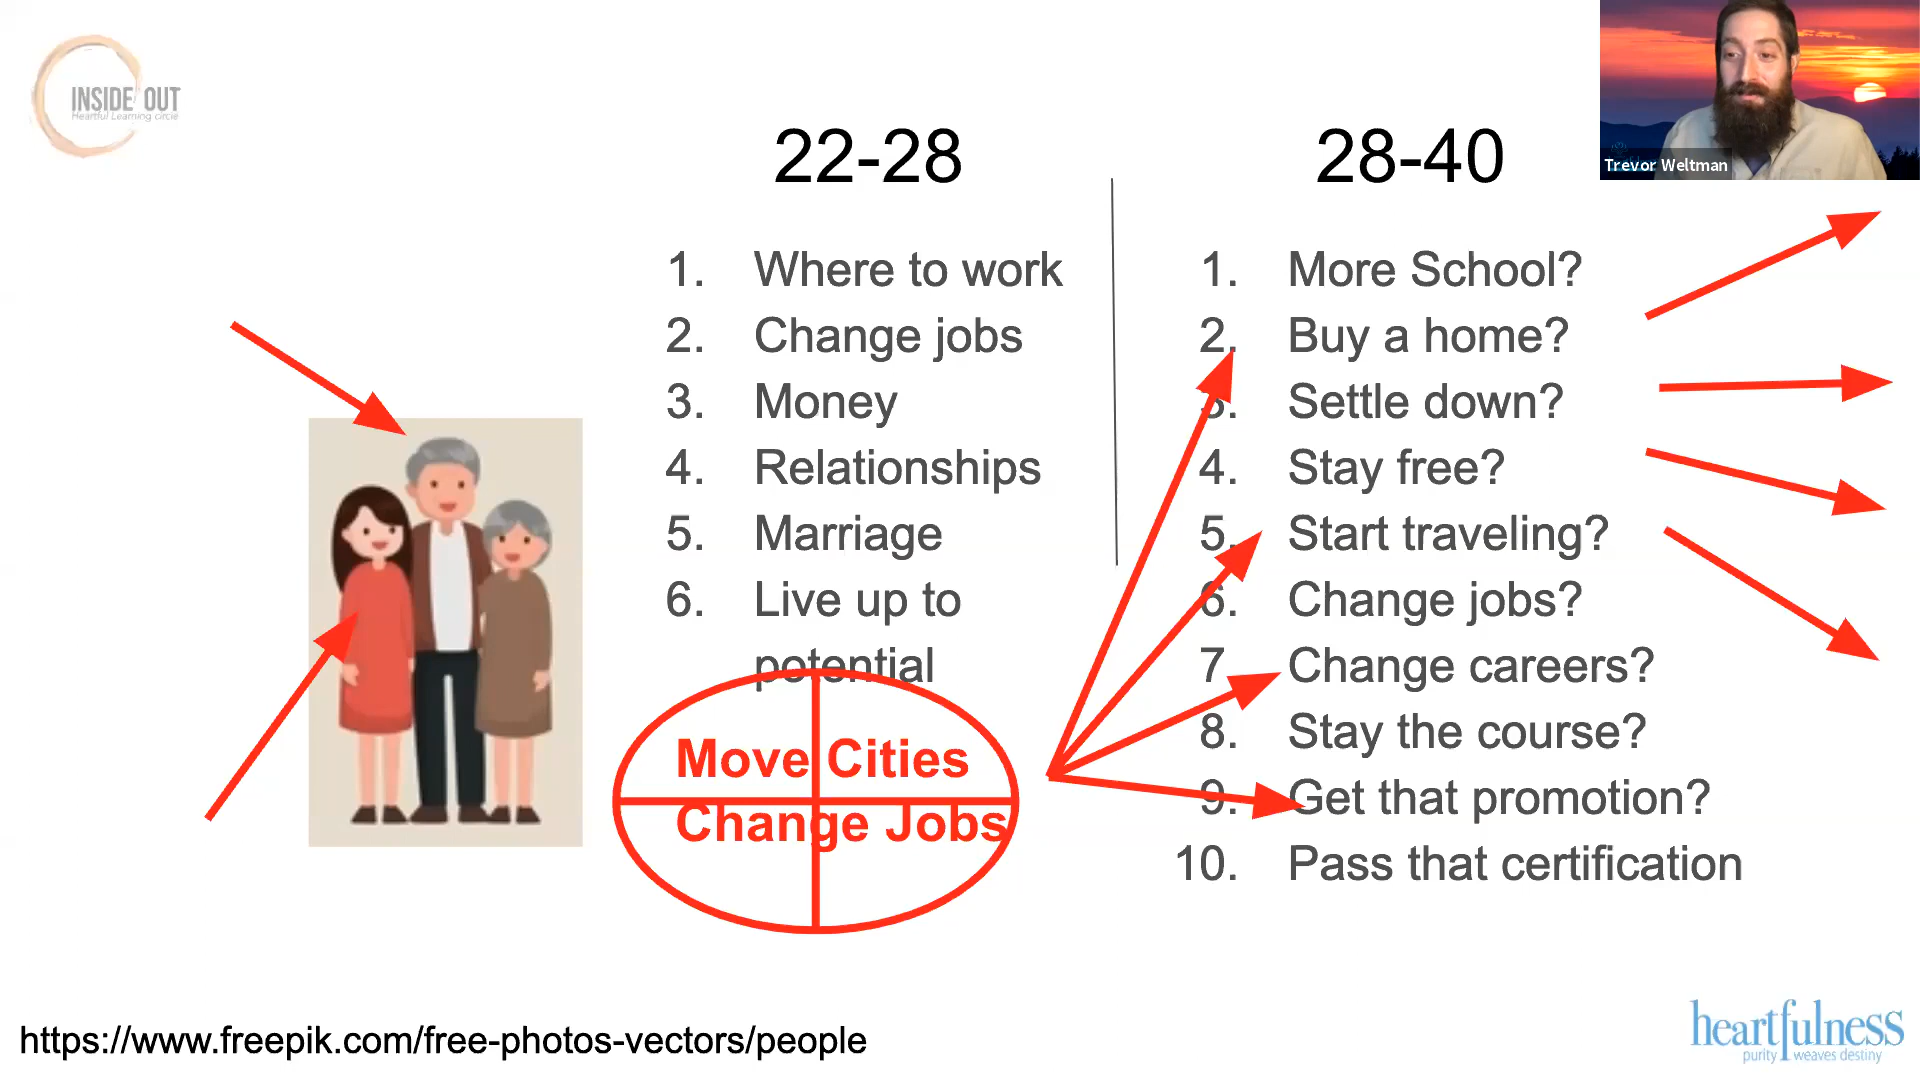 INSIDE OUT
Heartful Learning circle
Trevor Weltman
22-28
1. Where to work
2. Change jobs
3. Money
4. Relationships
5. Marriage
6. Live up to
potential
Move Cities
Change Jobs
28-40
1. More School?
2. Buy a home?
3. Settle down?
4. Stay free?
5. Start traveling?
6. Change jobs?
7. Change careers?
8. Stay the course?
9. Get that promotion?
10. Pass that certification
https://www.freepik.com/free-photos-vectors/people
heartfulness
purity weaves destiny